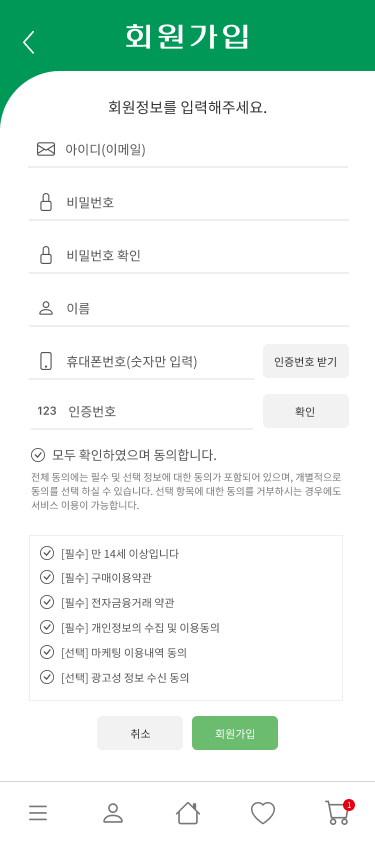 회원가입
회원정보를 입력해주세요.
아이디(이메일)
비밀번호
비밀번호 확인
이름
휴대폰번호(숫자만 입력)
인증번호 받기
123 인증번호
확인
모두 확인하였으며 동의합니다.
전체 동의에는 필수 및 선택 정보에 대한 동의가 포함되어 있으며, 개별적으로
동의를 선택 하실 수 있습니다. 선택 항목에 대한 동의를 거부하시는 경우에도
서비스 이용이 가능합니다.
[필수] 만 14세 이상입니다
[필수] 구매이용약관
[필수] 전자금융거래 약관
[필수] 개인정보의 수집 및 이용동의
[선택] 마케팅 이용내역 동의
[선택] 광고성 정보 수신 동의
취소
회원가입
1